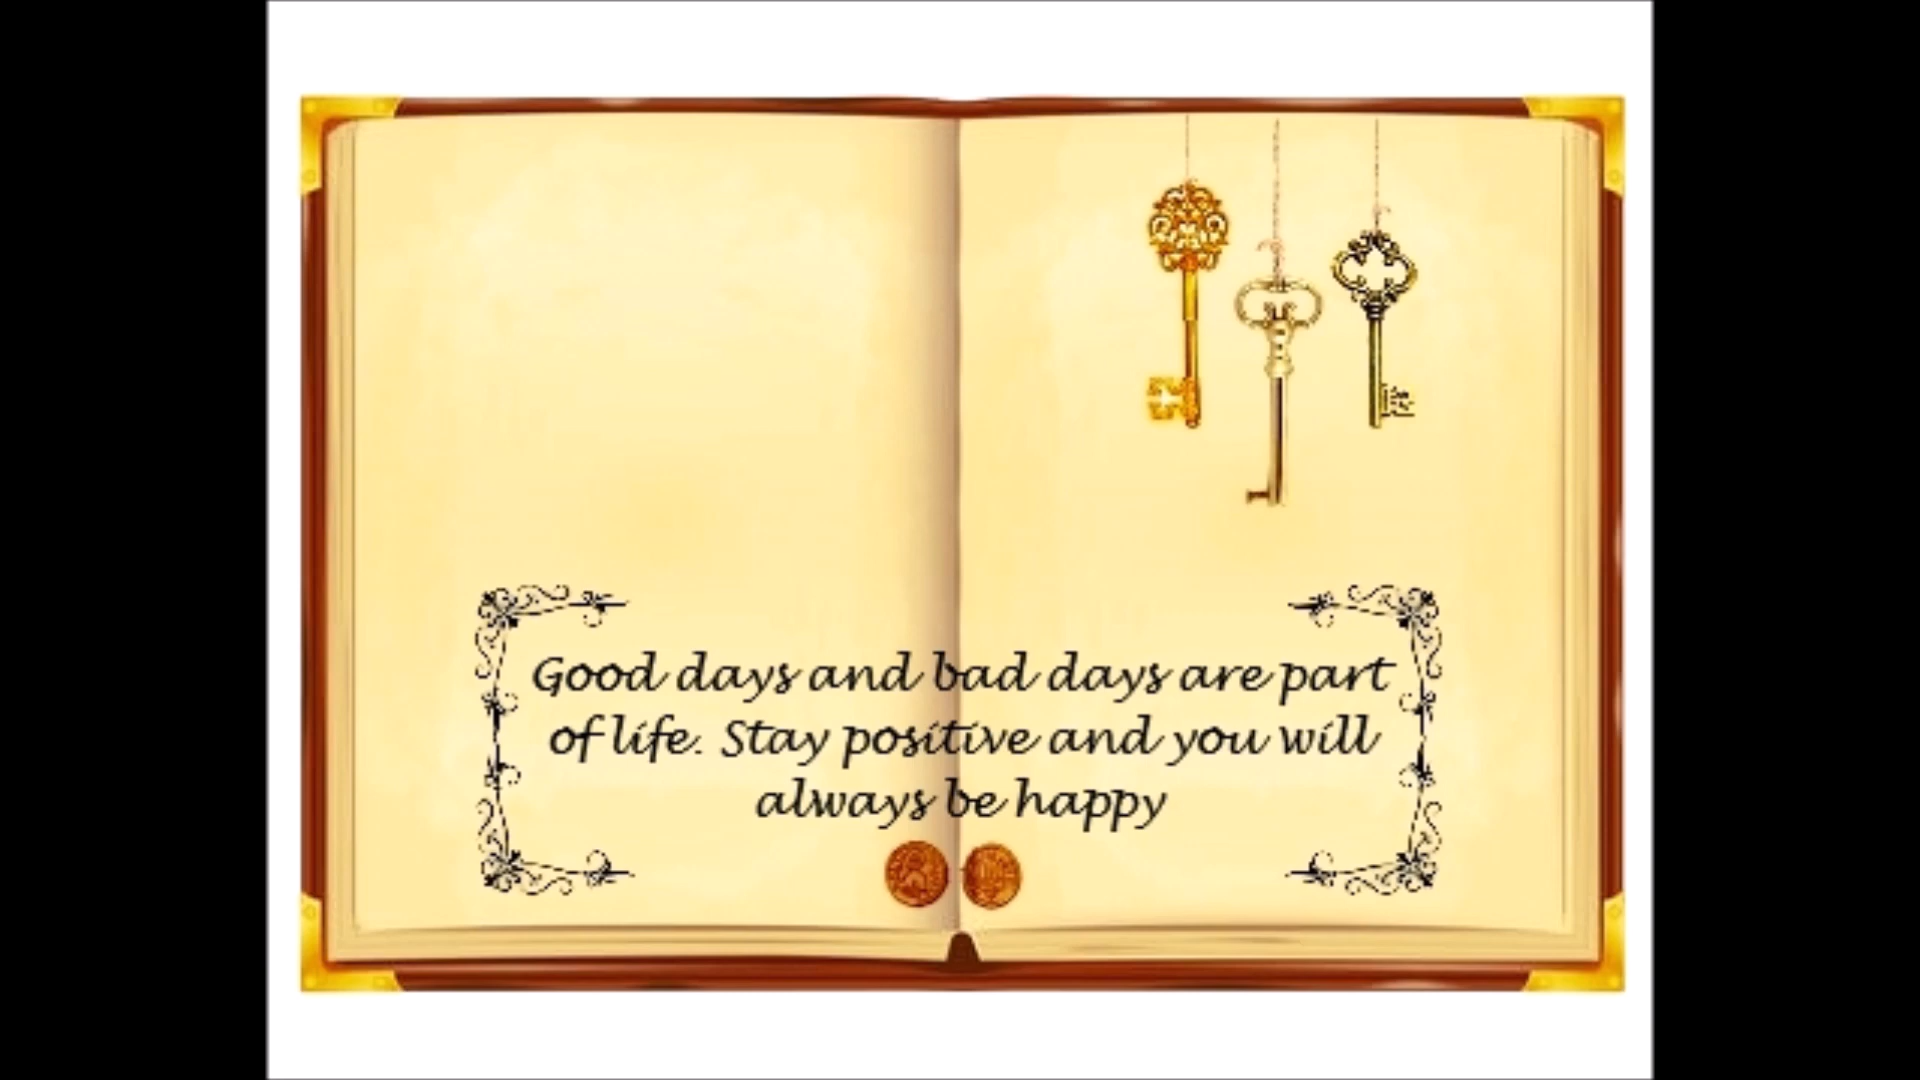 Good days and bad days are part
of life. Stay positive and you will
always be happy